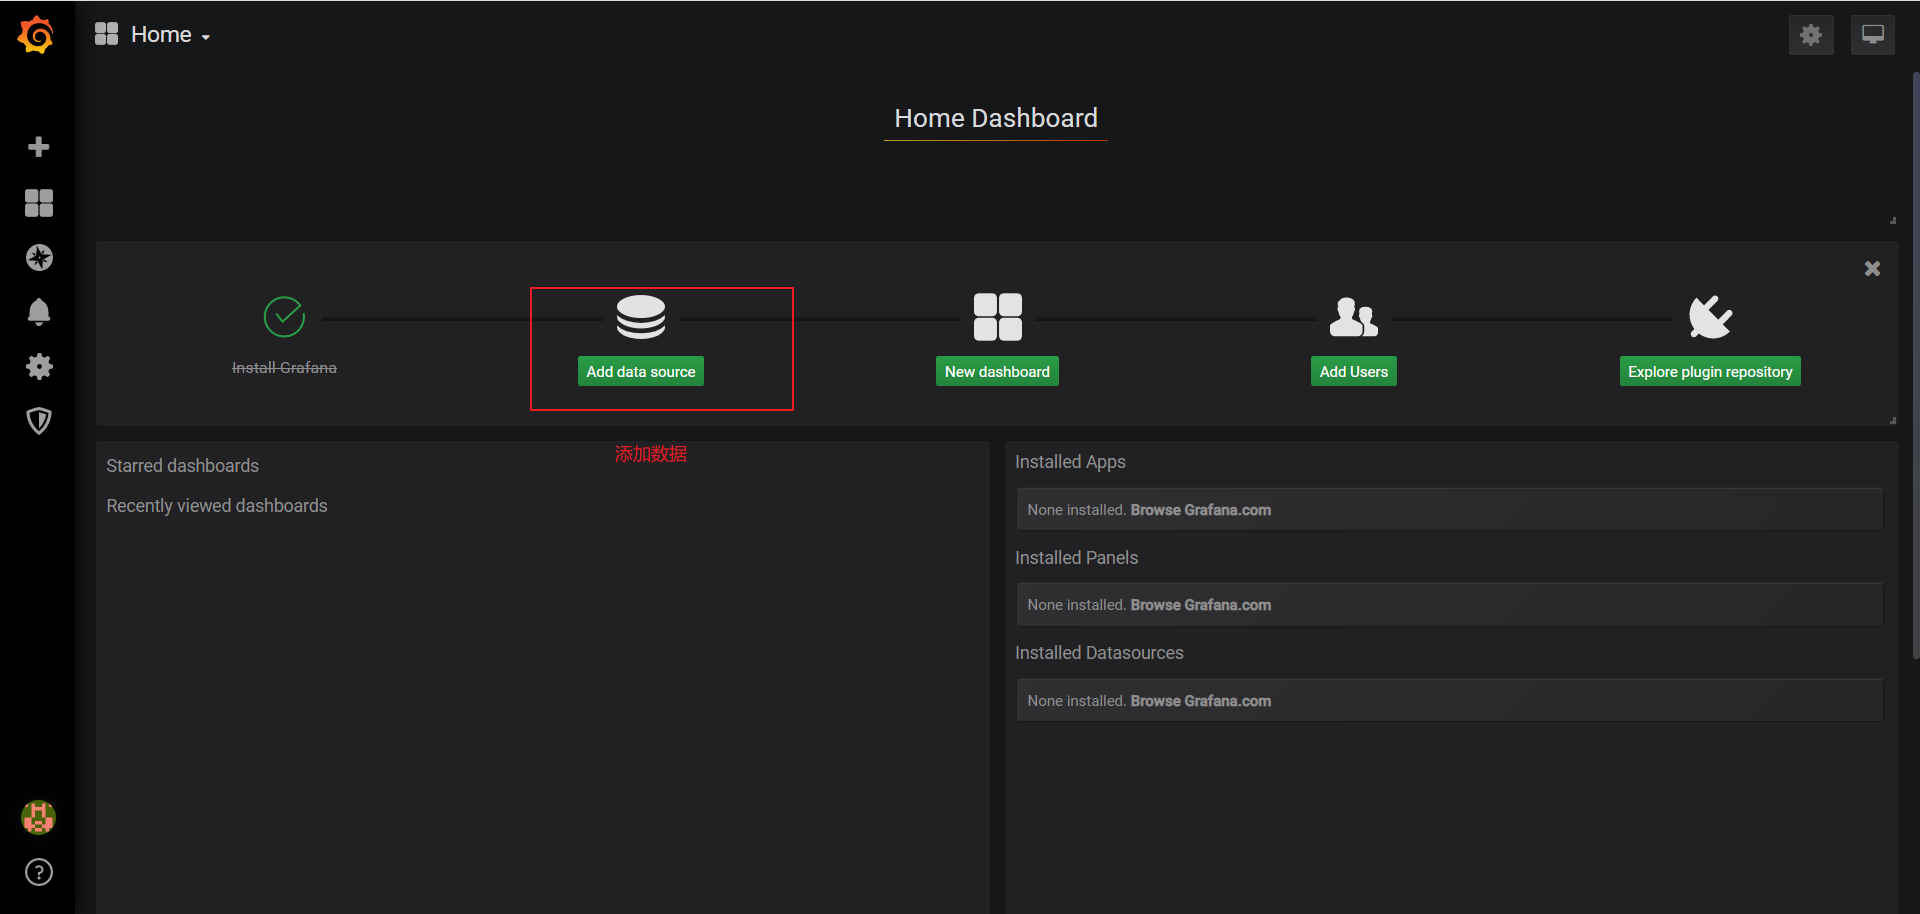 Home
Home Dashboard
Install Grafana
Add data source
New dashboard
Add Users
Explore plugin repository
添加数据
Starred dashboards
Recently viewed dashboards
Installed Apps
None installed. Browse Grafana.com
Installed Panels
None installed. Browse Grafana.com
Installed Datasources
None installed. Browse Grafana.com